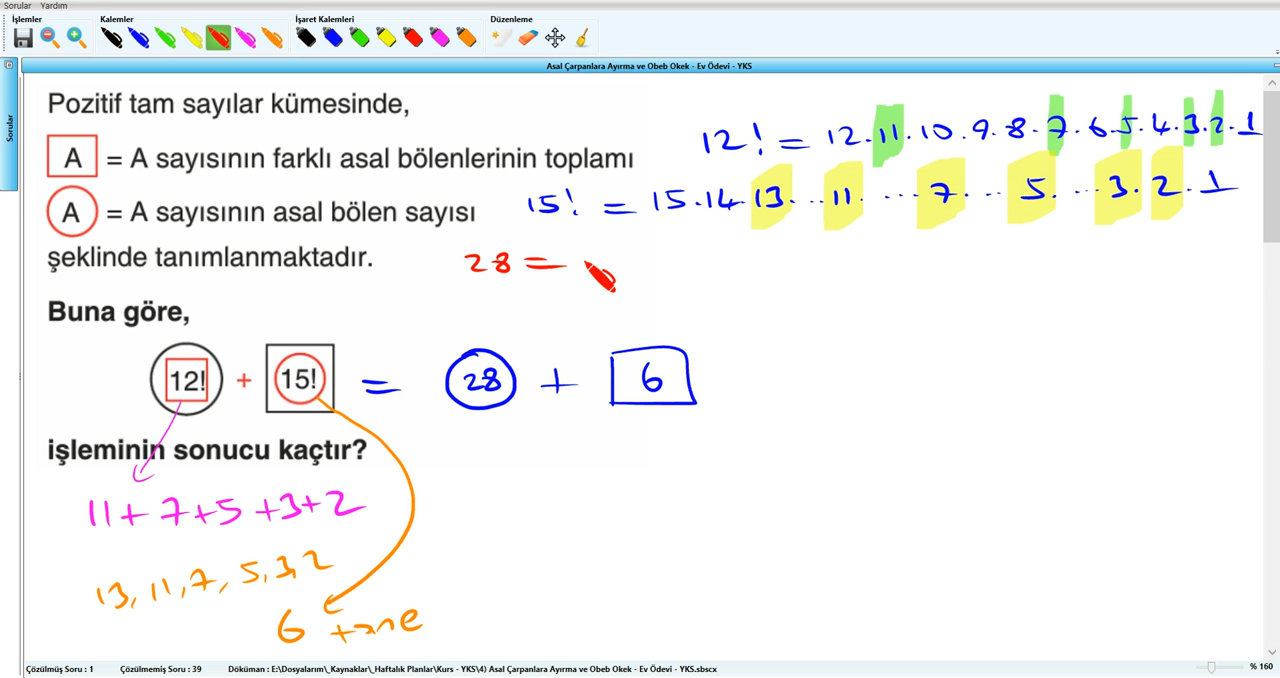 Sorular Yardım
İşlemler Kalemler İşaret Kalemleri Düzenleme
Asal Çarpanlara Ayırma ve Obeb Okek - Ev Ödevi - YKS
Sorular
Pozitif tam sayılar kümesinde,
A = A sayısının farklı asal bölenlerinin toplamı
A = A sayısının asal bölen sayısı
şeklinde tanımlanmaktadır.
12! = 12.11.10.9.8.7.6.5.4.3.2.1
15! = 15.14.13...11...7...5...3.2.1
28 =
Buna göre,
12! + 15! = 28 + 6
işleminin sonucu kaçtır?
11+7+5+3+2
13, 11, 7, 5, 3, 2
6 tane
Çözülmüş Soru : 1 Çözülmemiş Soru : 39 Döküman : E:\Dosyalarım\_Kaynaklar\_Haftalık Planlar\Kurs - YKS\4) Asal Çarpanlara Ayırma ve Obeb Okek - Ev Ödevi - YKS.sbscx % 160